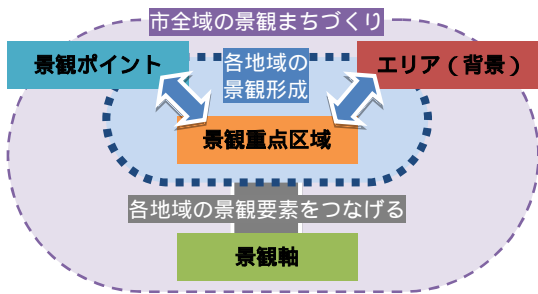 市全域の景観まちづくり
景観ポイント
各地域の
景観形成
エリア（背景）
景観重点区域
各地域の景観要素をつなげる
景観軸